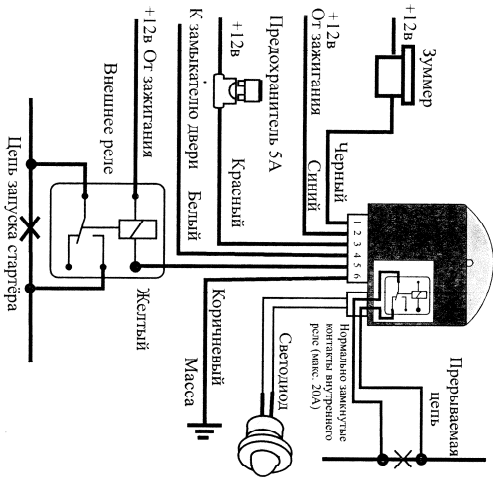 Зуммер
+12в
Черный
+12в
От зажигания
Синий
Предохранитель 5А
+12в
Красный
К замыкателю двери
Белый
+12в От зажигания
Внешнее реле
Желтый
Цепь запуска стартёра
1 2 3 4 5 6
Коричневый
Масса
Светодиод
Нормально замкнутые
контакты внутреннего
реле (макс. 20А)
Прерываемая
цепь